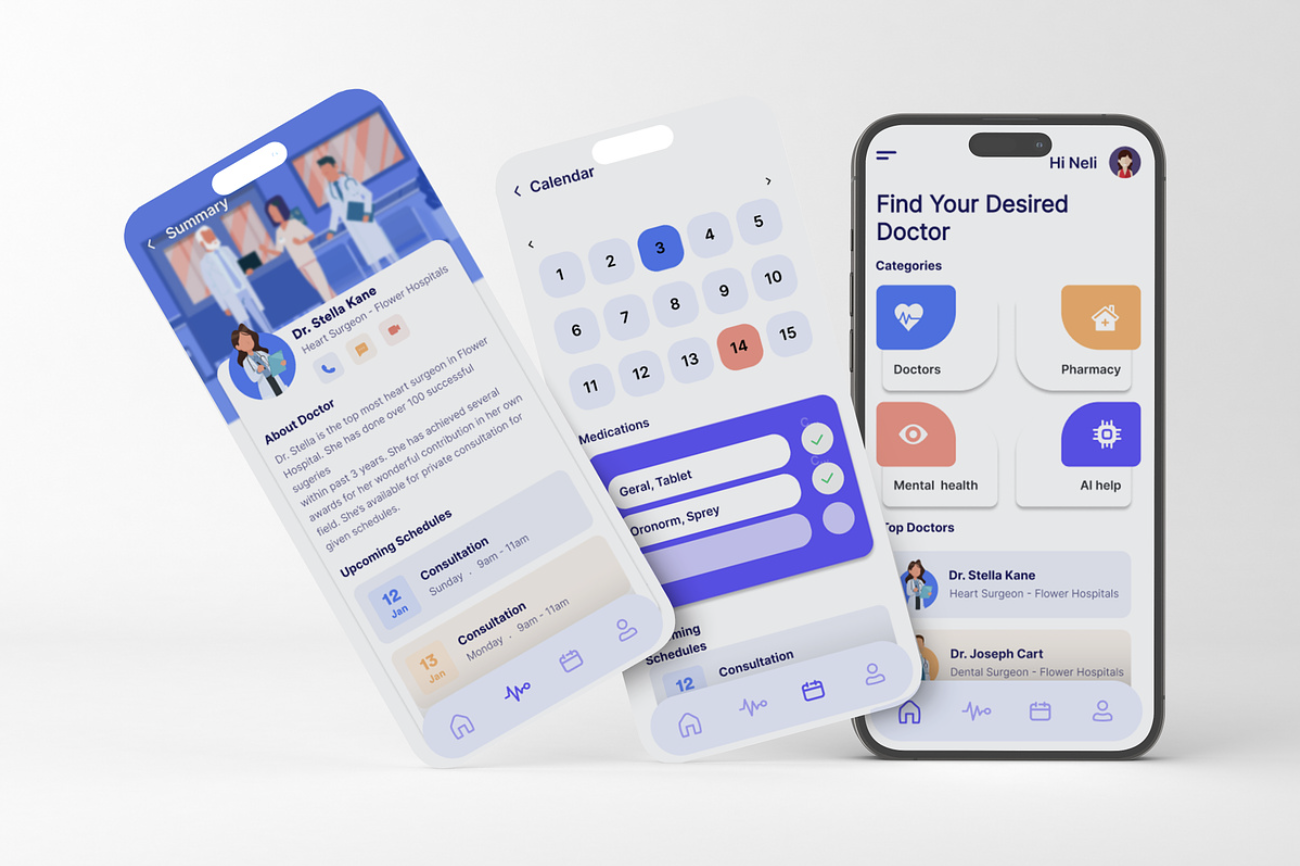 Summary
Dr. Stella Kane
Heart Surgeon - Flower Hospitals
About Doctor
Dr. Stella is the top most heart surgeon in Flower
Hospital. She has done over 100 successful
sugeries
within past 3 years. She has achieved several
awards for her wonderful contribution in her own
field. She's available for private consultation for
given schedules.
Upcoming Schedules
12
Jan
Consultation
Sunday . 9am - 11am
13
Jan
Consultation
Monday . 9am - 11am
Calendar
1 2 3 4 5
6 7 8 9 10
11 12 13 14 15
Medications
Geral, Tablet
Oronorm, Sprey
Schedules
12
Consultation
Hi Neli
Find Your Desired
Doctor
Categories
Doctors
Pharmacy
Mental health
AI help
Top Doctors
Dr. Stella Kane
Heart Surgeon - Flower Hospitals
Dr. Joseph Cart
Dental Surgeon - Flower Hospitals